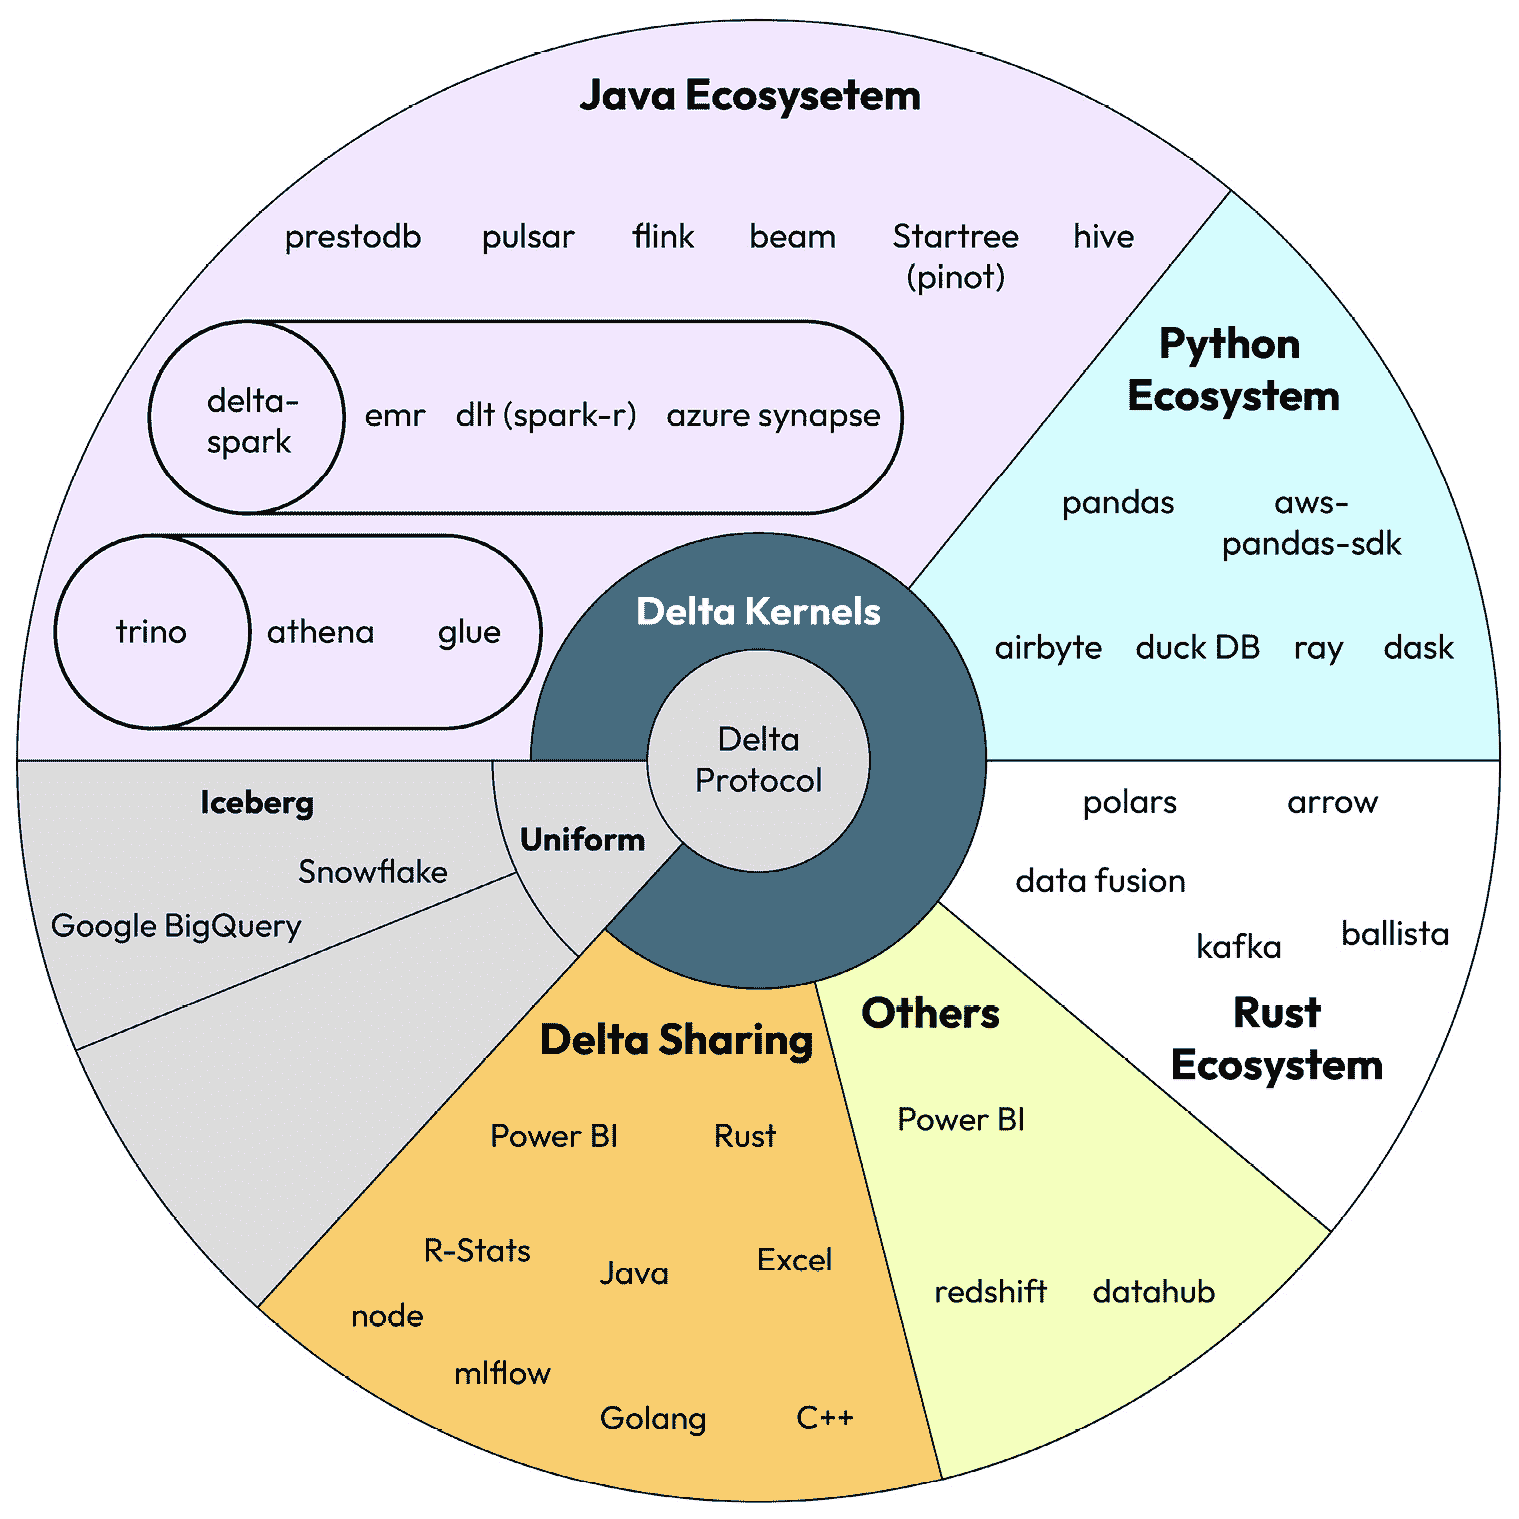 Java Ecosysetem
prestodb
pulsar
flink
beam
Startree
(pinot)
hive
delta-
spark
emr
dlt (spark-r)
azure synapse
trino
athena
glue
Python
Ecosystem
pandas
aws-
pandas-sdk
airbyte
duck DB
ray
dask
Delta Kernels
Delta
Protocol
Iceberg
Snowflake
Google BigQuery
Uniform
polars
arrow
data fusion
kafka
ballista
Rust
Ecosystem
Others
Power BI
redshift
datahub
Delta Sharing
Power BI
Rust
R-Stats
Java
Excel
node
mlflow
Golang
C++